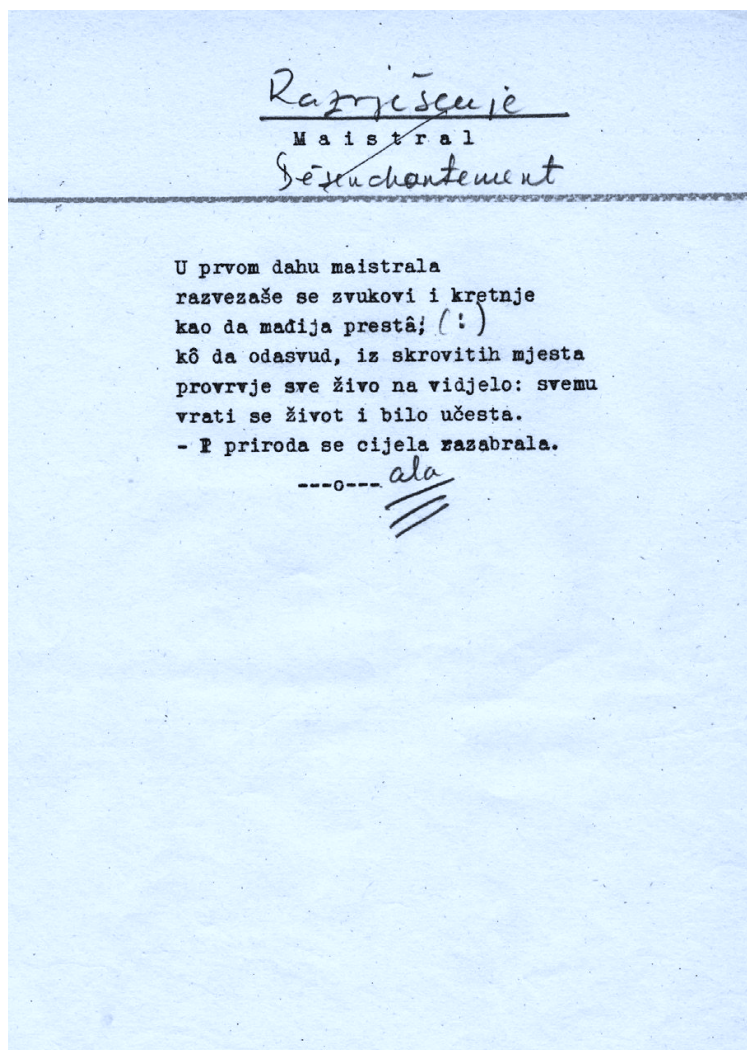 Razrješenje
Maistral
Désenchantement
U prvom dahu maistrala
razvezaše se zvukovi i kretnje
kao da mađija prestâ; (:)
kô da odasvud, iz skrovitih mjesta
provrvje sve živo na vidjelo: svemu
vrati se život i bilo učesta.
- I priroda se cijela razabrala.
---o--- ala